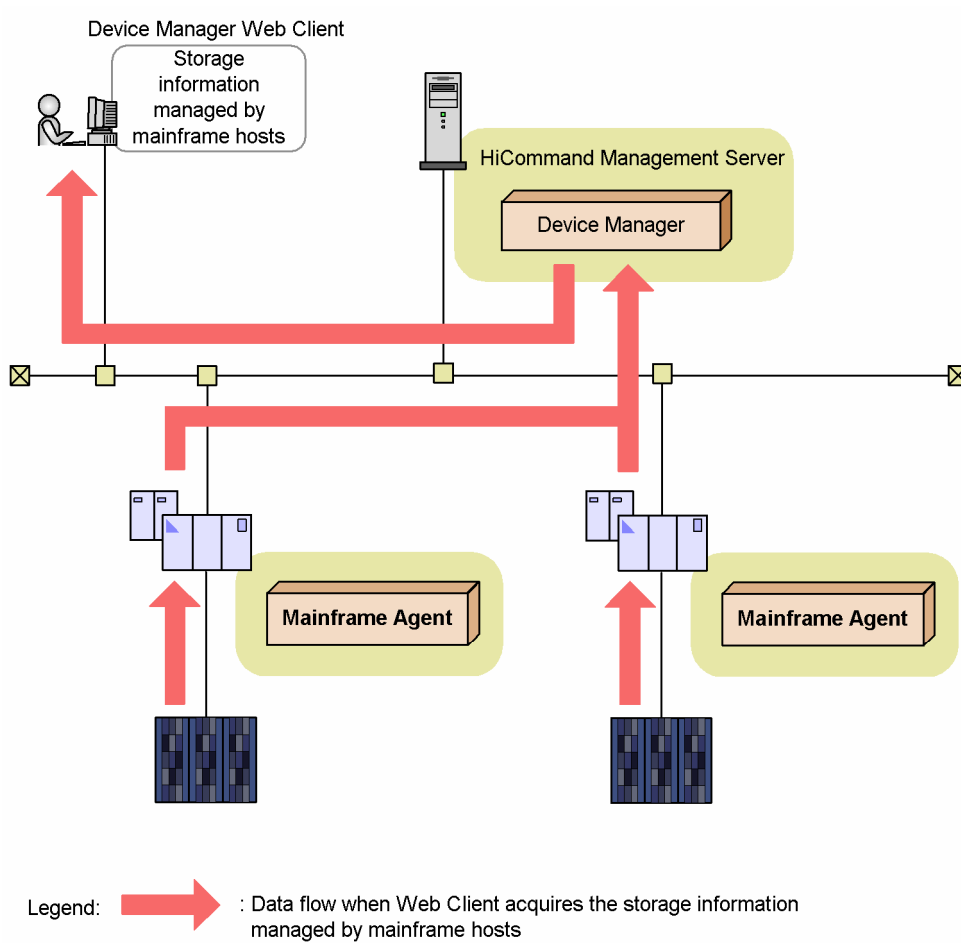 Device Manager Web Client
Storage
information
managed by
mainframe hosts
HiCommand Management Server
Device Manager
Mainframe Agent
Mainframe Agent
Legend:
: Data flow when Web Client acquires the storage information
managed by mainframe hosts